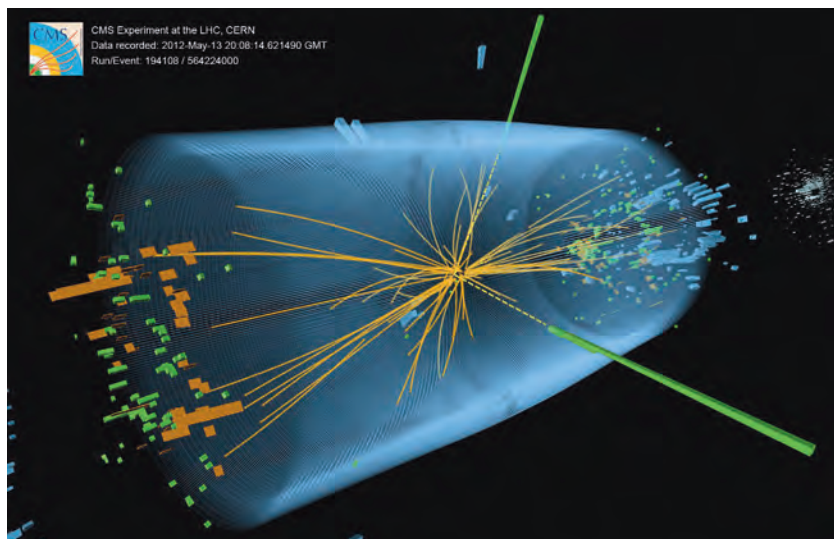 CMS
CMS Experiment at the LHC, CERN
Data recorded: 2012-May-13 20:08:14.621490 GMT
Run/Event: 194108 / 564224000